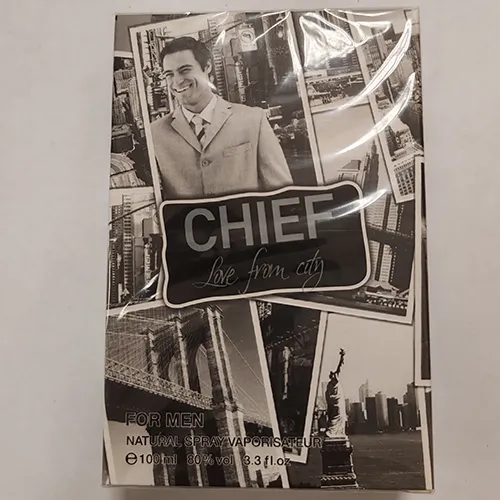 CHIEF
Love from city
FOR MEN
NATURAL SPRAY VAPORISATEUR
℮100 ml 80% vol 3.3 fl.oz